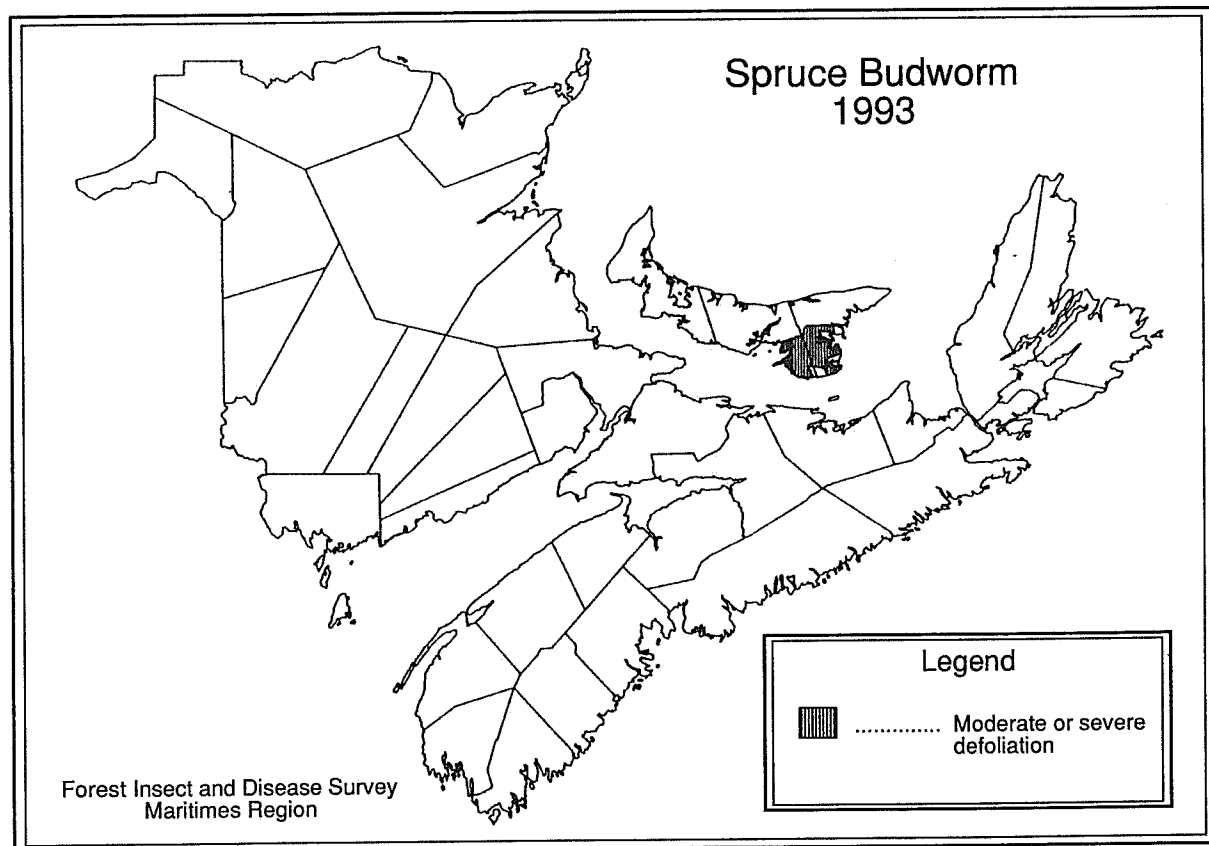 Spruce Budworm
1993
Legend
............. Moderate or severe
defoliation
Forest Insect and Disease Survey
Maritimes Region